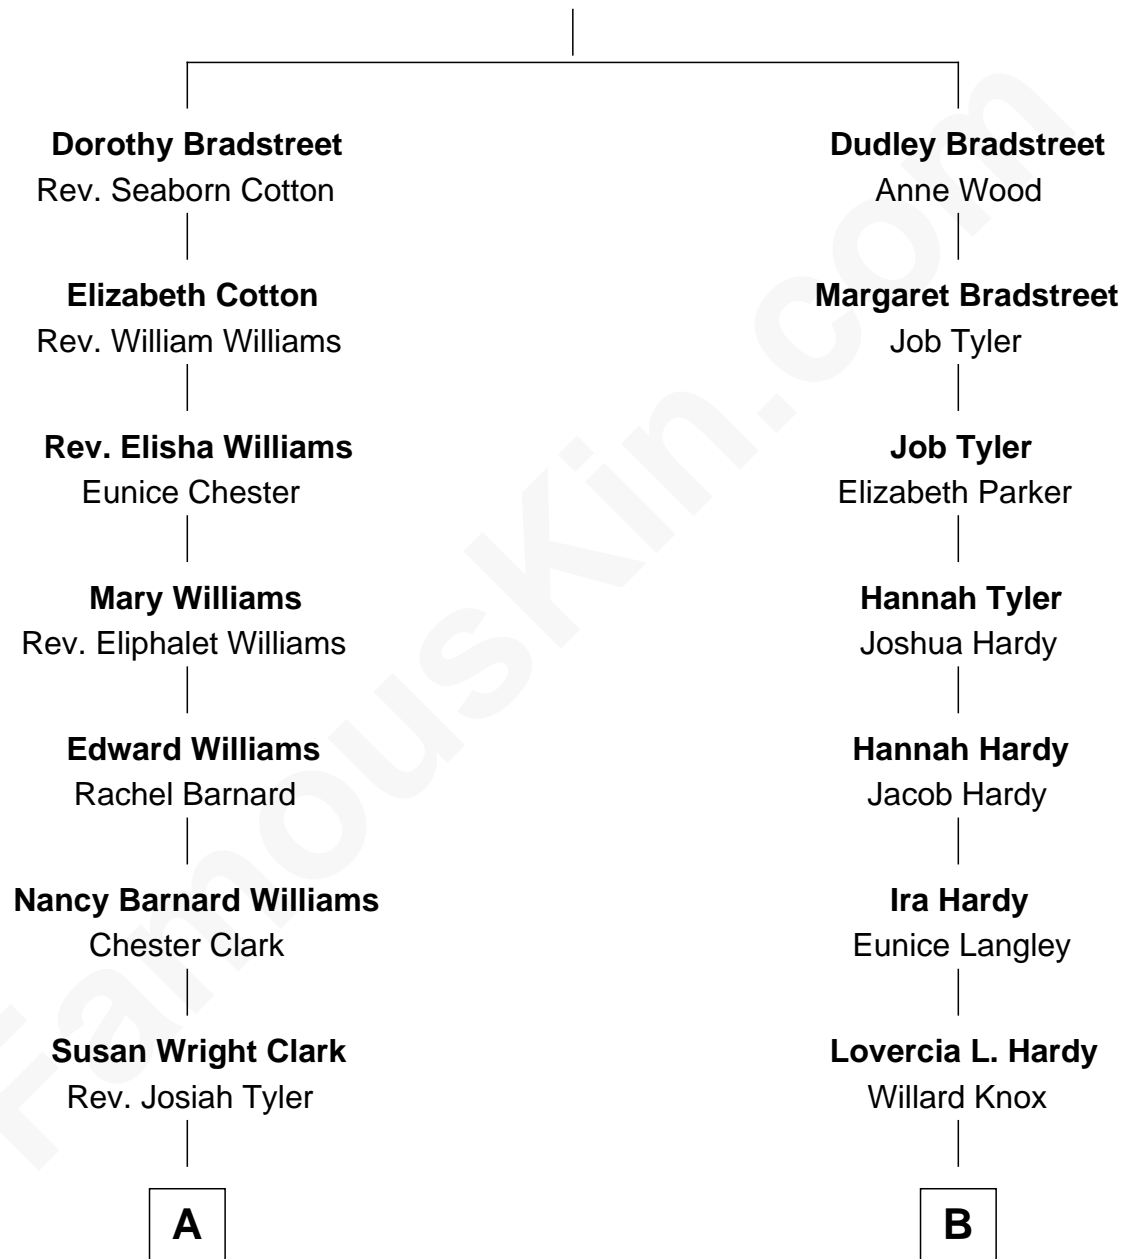 Dorothy Bradstreet
Rev. Seaborn Cotton
Elizabeth Cotton
Rev. William Williams
Rev. Elisha Williams
Eunice Chester
Mary Williams
Rev. Eliphalet Williams
Edward Williams
Rachel Barnard
Nancy Barnard Williams
Chester Clark
Susan Wright Clark
Rev. Josiah Tyler
A
Dudley Bradstreet
Anne Wood
Margaret Bradstreet
Job Tyler
Job Tyler
Elizabeth Parker
Hannah Tyler
Joshua Hardy
Hannah Hardy
Jacob Hardy
Ira Hardy
Eunice Langley
Lovercia L. Hardy
Willard Knox
B
FamousKin.com